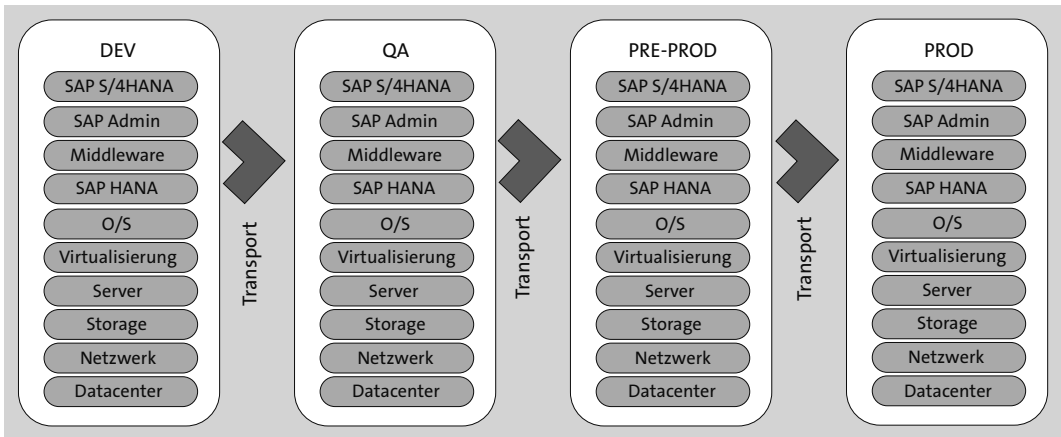 DEV
SAP S/4HANA
SAP Admin
Middleware
SAP HANA
O/S
Virtualisierung
Server
Storage
Netzwerk
Datacenter
Transport
QA
SAP S/4HANA
SAP Admin
Middleware
SAP HANA
O/S
Virtualisierung
Server
Storage
Netzwerk
Datacenter
Transport
PRE-PROD
SAP S/4HANA
SAP Admin
Middleware
SAP HANA
O/S
Virtualisierung
Server
Storage
Netzwerk
Datacenter
Transport
PROD
SAP S/4HANA
SAP Admin
Middleware
SAP HANA
O/S
Virtualisierung
Server
Storage
Netzwerk
Datacenter